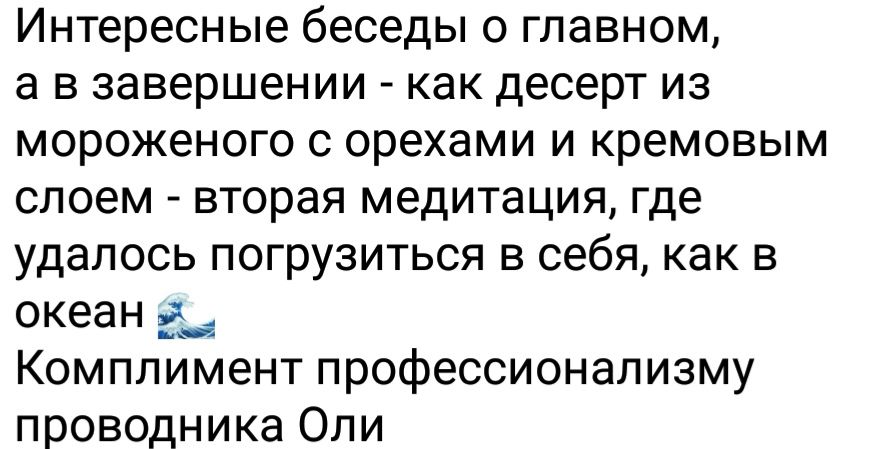 Интересные беседы о главном,
а в завершении - как десерт из
мороженого с орехами и кремовым
слоем - вторая медитация, где
удалось погрузиться в себя, как в
океан 🌊
Комплимент профессионализму
проводника Оли